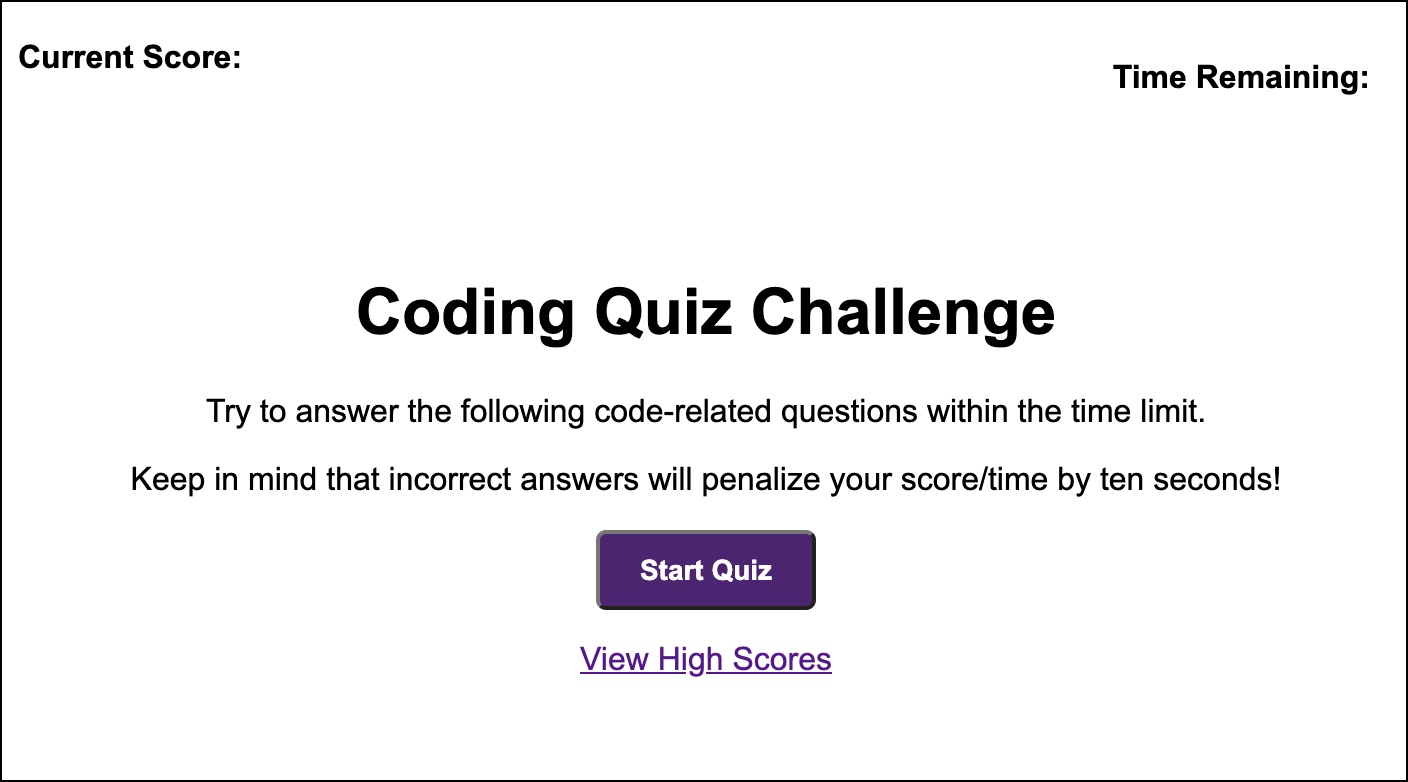 Current Score:
Time Remaining:
Coding Quiz Challenge
Try to answer the following code-related questions within the time limit.
Keep in mind that incorrect answers will penalize your score/time by ten seconds!
Start Quiz
View High Scores